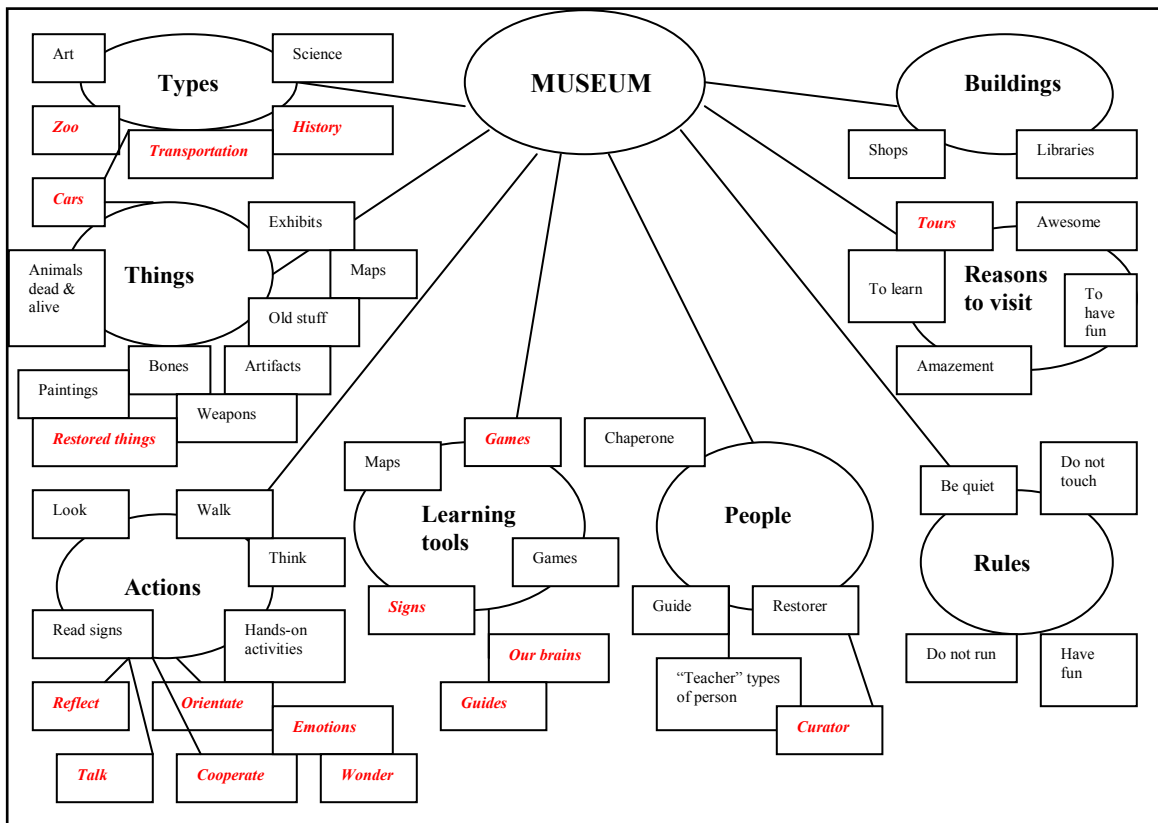 MUSEUM
Types
Art
Science
Zoo
History
Transportation
Cars
Things
Exhibits
Maps
Animals
dead &
alive
Old stuff
Bones
Artifacts
Paintings
Weapons
Restored things
Actions
Look
Walk
Think
Read signs
Hands-on
activities
Reflect
Orientate
Emotions
Talk
Cooperate
Wonder
Learning
tools
Maps
Games
Games
Signs
Our brains
Guides
People
Chaperone
Guide
Restorer
“Teacher” types
of person
Curator
Buildings
Shops
Libraries
Reasons
to visit
Tours
Awesome
To learn
To
have
fun
Amazement
Rules
Be quiet
Do not
touch
Do not run
Have
fun